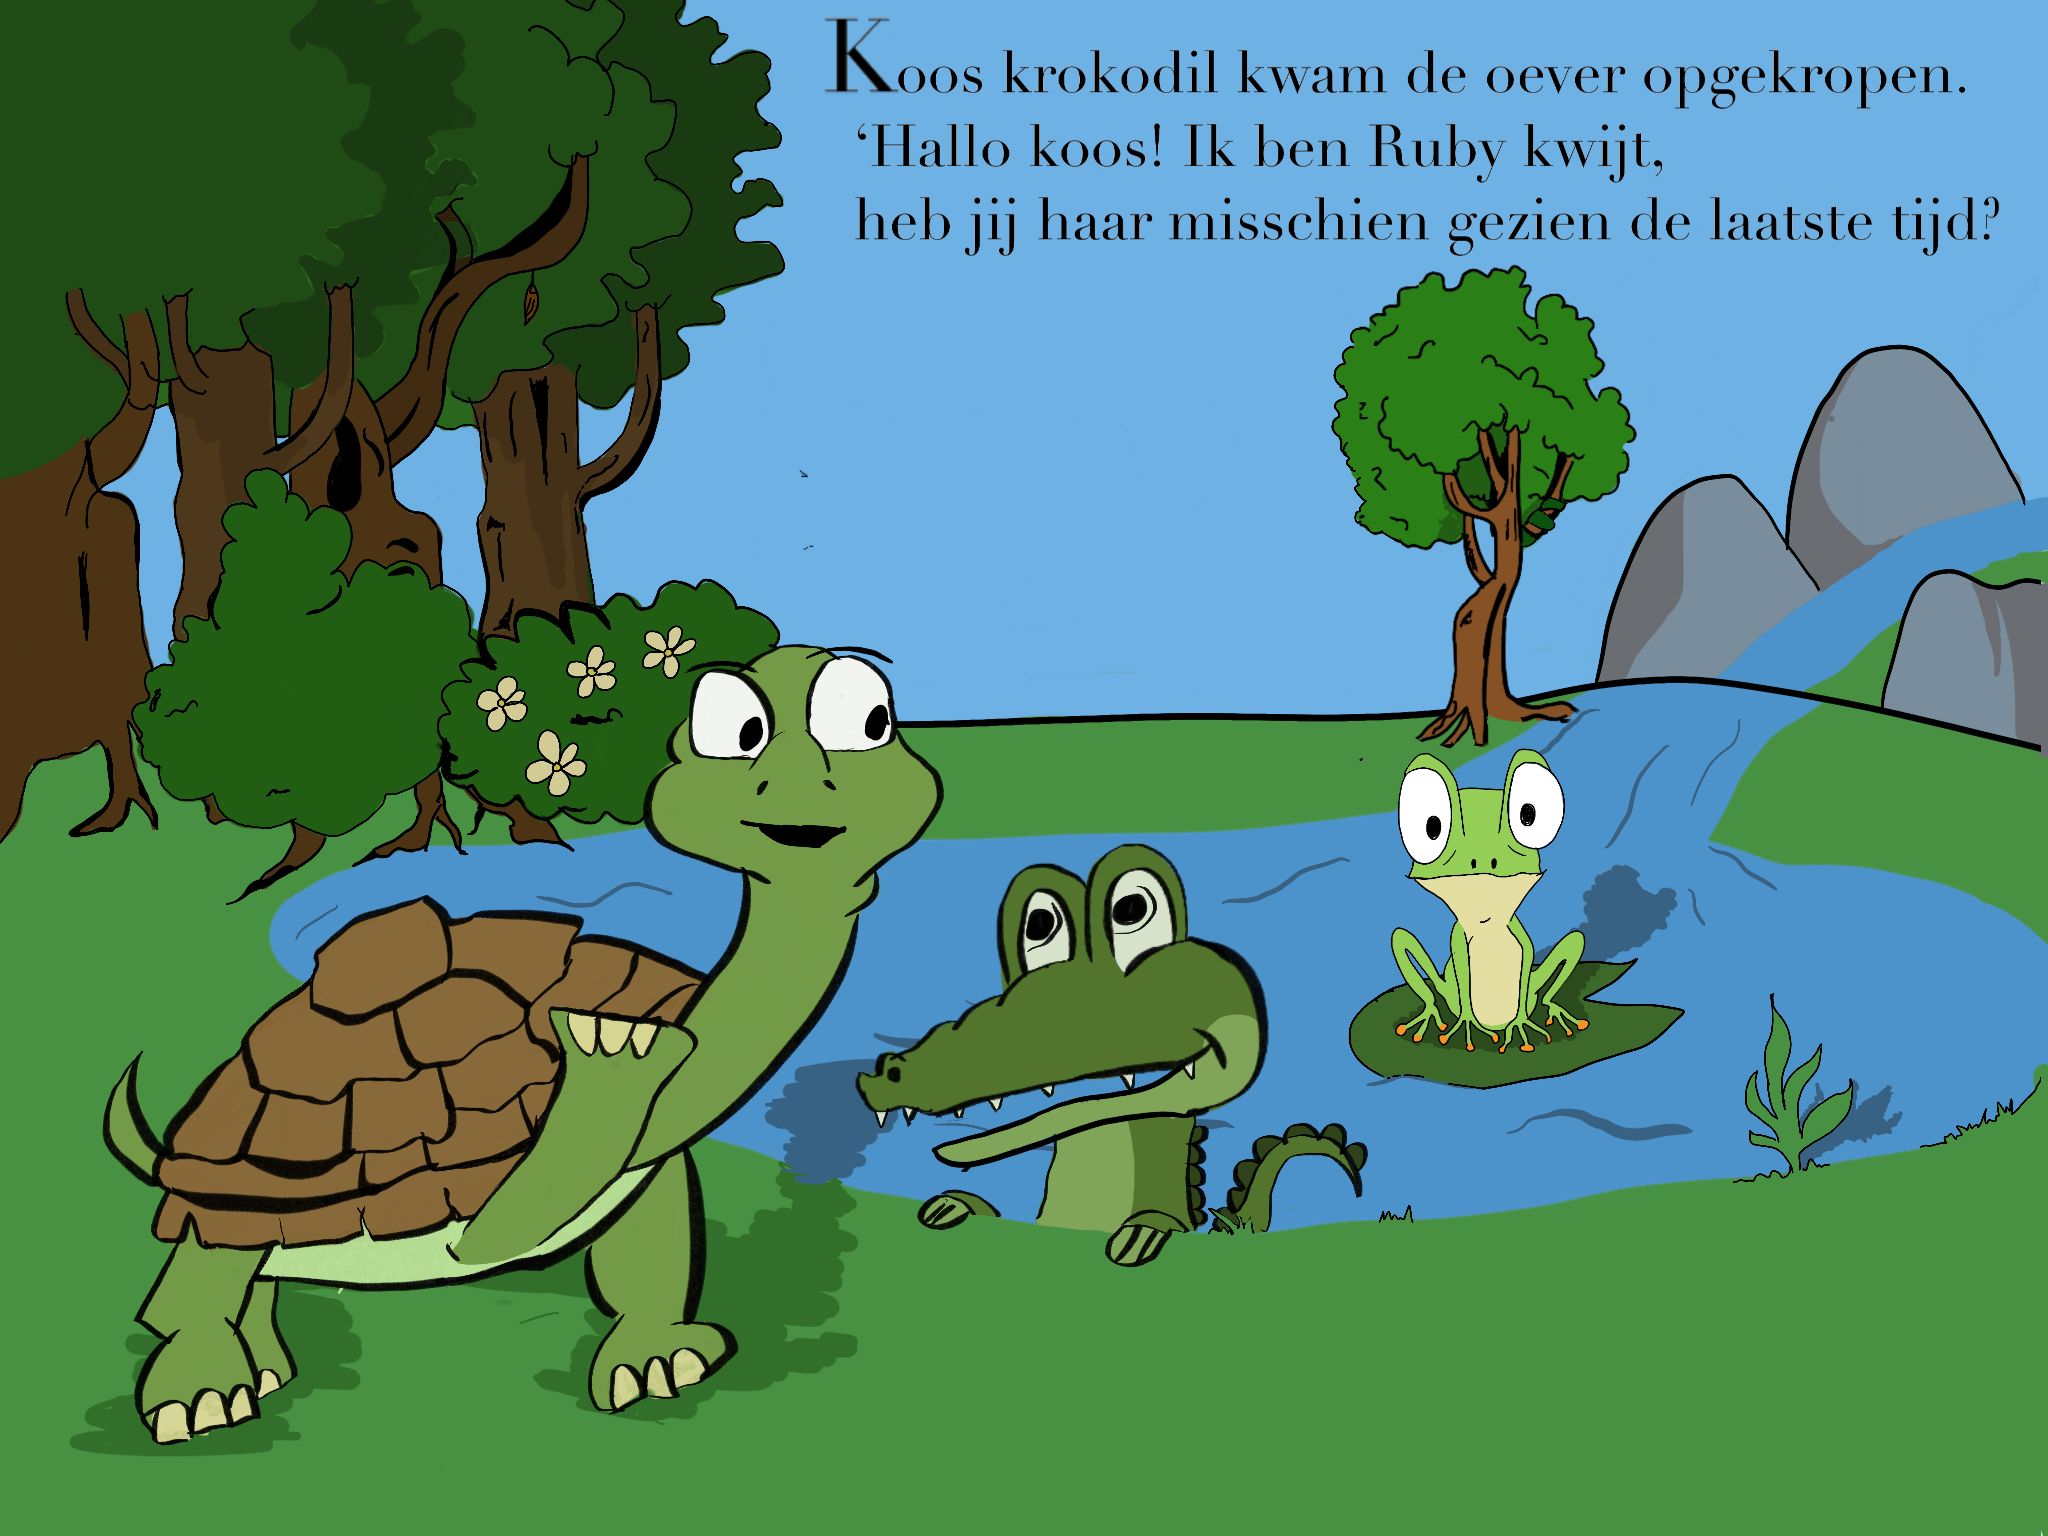 Koos krokodil kwam de oever opgekropen.
‘Hallo koos! Ik ben Ruby kwijt,
heb jij haar misschien gezien de laatste tijd?